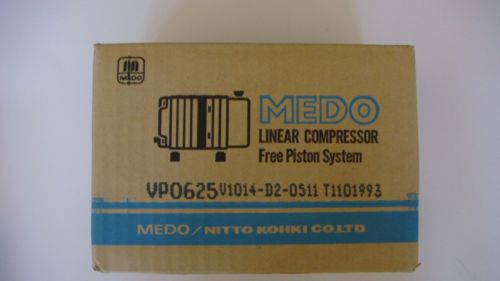 MEDO
MEDO
LINEAR COMPRESSOR
Free Piston System
VP0625 V1014-D2-0511 T1101993
MEDO/NITTO KOHKI CO.,LTD.